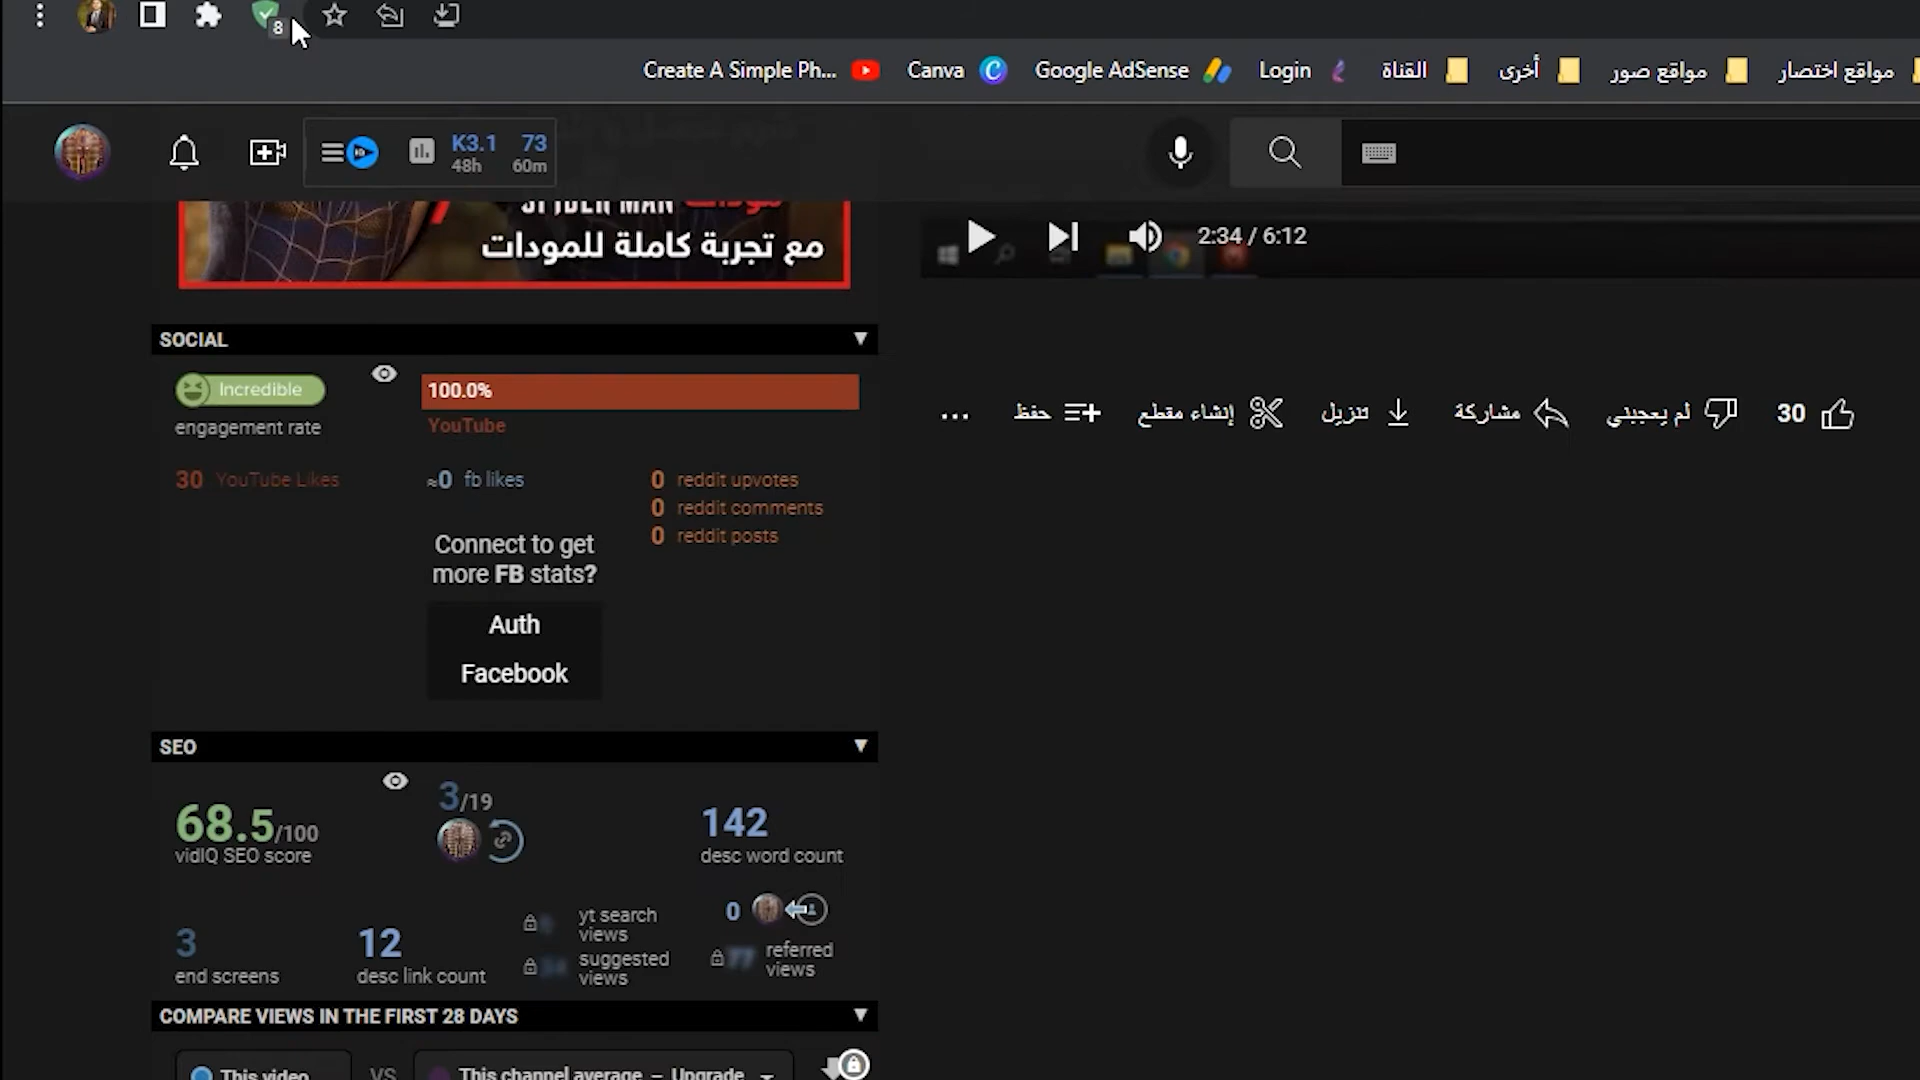 8
Create A Simple Ph...
Canva
Google AdSense
Login
القناة
أخرى
مواقع صور
مواقع اختصار
K3.1 73
48h 60m
SPIDER MAN مودات
مع تجربة كاملة للمودات
2:34 / 6:12
SOCIAL
Incredible
engagement rate
100.0%
YouTube
30 YouTube Likes
≈0 fb likes
0 reddit upvotes
0 reddit comments
0 reddit posts
Connect to get
more FB stats?
Auth
Facebook
30
لم يعجبني
مشاركة
تنزيل
إنشاء مقطع
حفظ
...
SEO
68.5/100
vidIQ SEO score
3/19
142
desc word count
3
end screens
12
desc link count
yt search
views
suggested
views
0
77 referred
views
COMPARE VIEWS IN THE FIRST 28 DAYS
This video VS This channel average – Upgrade